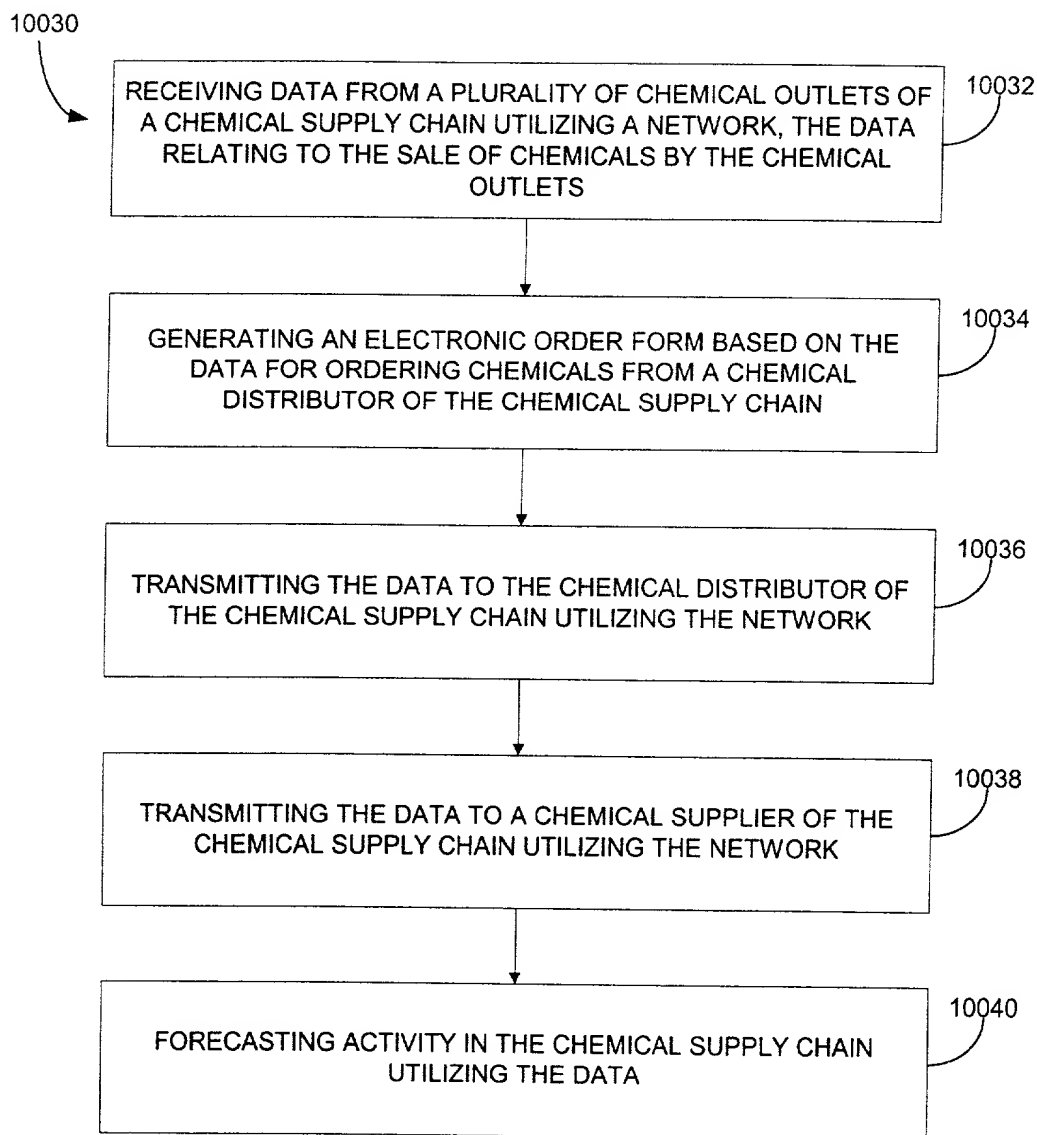 10030
RECEIVING DATA FROM A PLURALITY OF CHEMICAL OUTLETS OF
A CHEMICAL SUPPLY CHAIN UTILIZING A NETWORK, THE DATA
RELATING TO THE SALE OF CHEMICALS BY THE CHEMICAL
OUTLETS
10032
GENERATING AN ELECTRONIC ORDER FORM BASED ON THE
DATA FOR ORDERING CHEMICALS FROM A CHEMICAL
DISTRIBUTOR OF THE CHEMICAL SUPPLY CHAIN
10034
TRANSMITTING THE DATA TO THE CHEMICAL DISTRIBUTOR OF
THE CHEMICAL SUPPLY CHAIN UTILIZING THE NETWORK
10036
TRANSMITTING THE DATA TO A CHEMICAL SUPPLIER OF THE
CHEMICAL SUPPLY CHAIN UTILIZING THE NETWORK
10038
FORECASTING ACTIVITY IN THE CHEMICAL SUPPLY CHAIN
UTILIZING THE DATA
10040